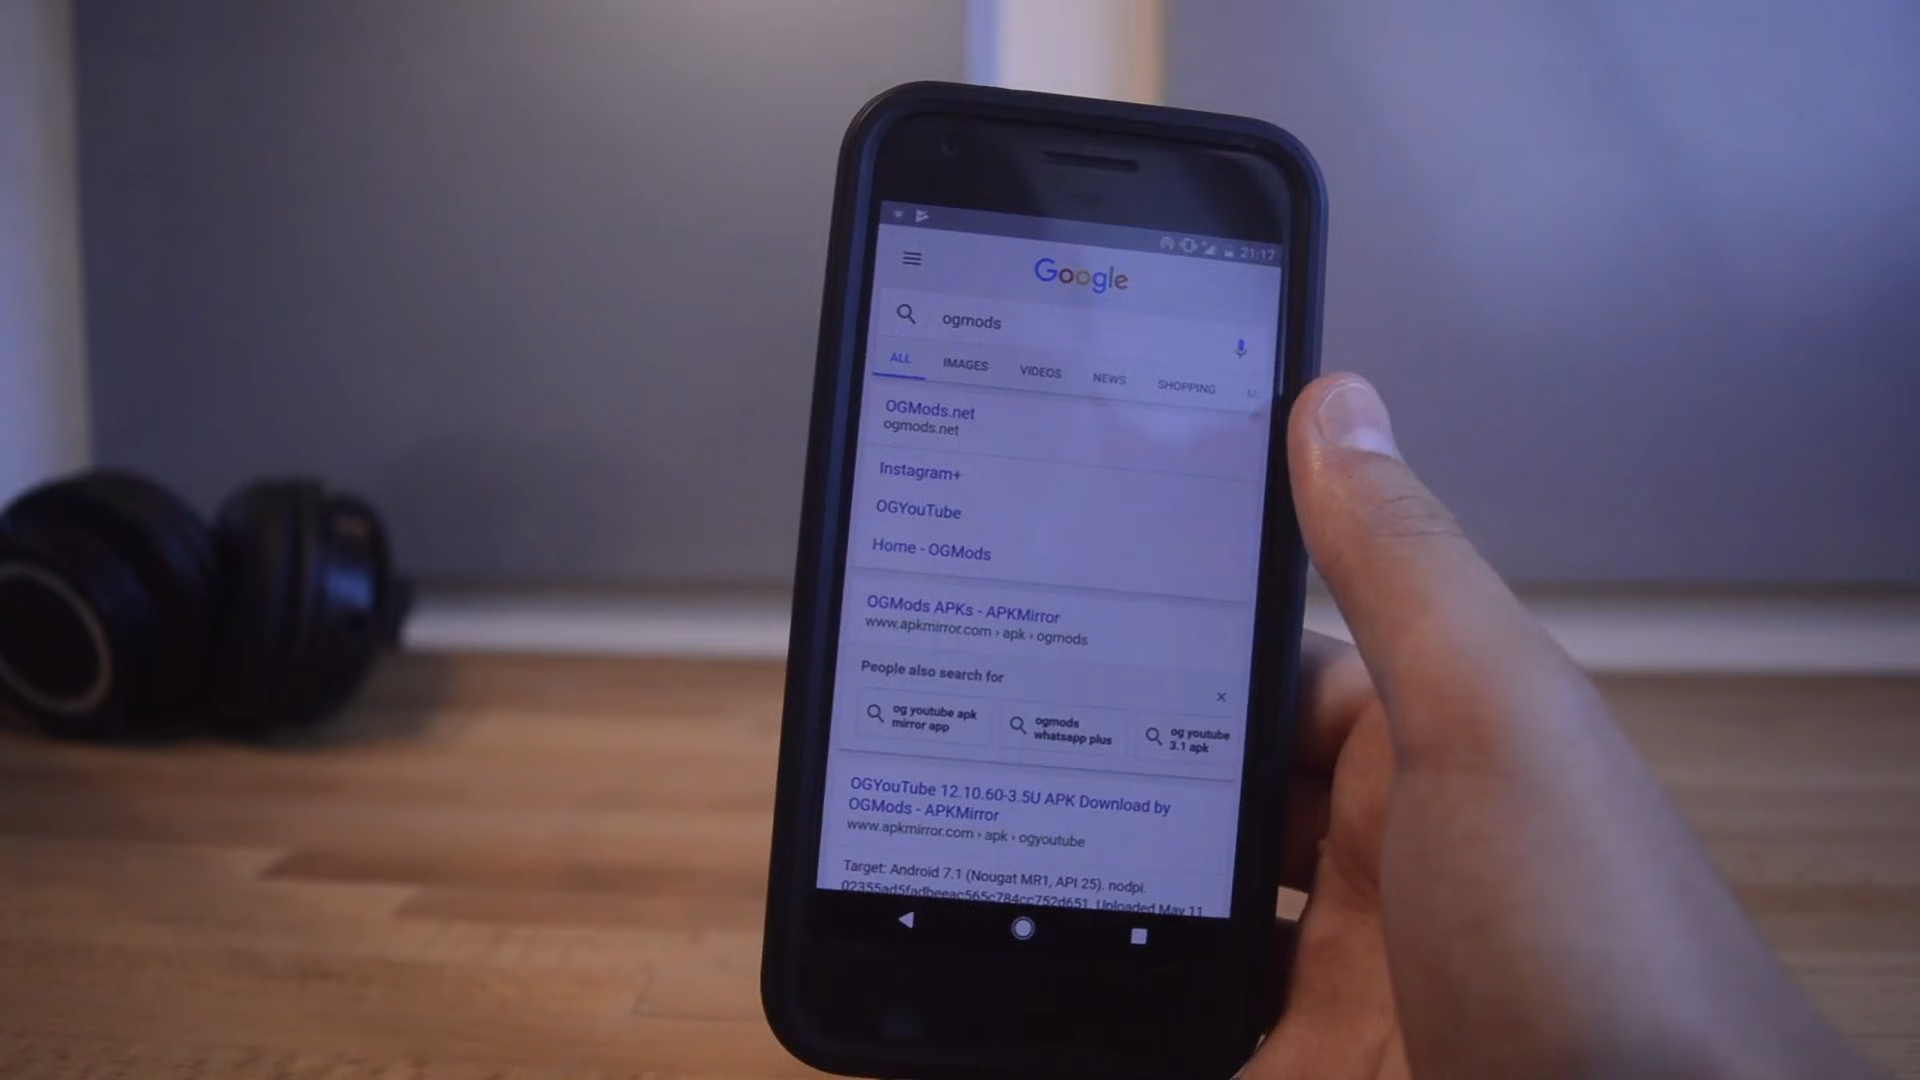 21:17
Google
ogmods
ALL IMAGES VIDEOS NEWS SHOPPING
OGMods.net
ogmods.net
Instagram+
OGYouTube
Home - OGMods
OGMods APKs - APKMirror
www.apkmirror.com › apk › ogmods
People also search for
og youtube apk
mirror app
ogmods
whatsapp plus
og youtube
3.1 apk
OGYouTube 12.10.60-3.5U APK Download by
OGMods - APKMirror
www.apkmirror.com › apk › ogyoutube
Target: Android 7.1 (Nougat MR1, API 25). nodpi.
Uploaded May 11